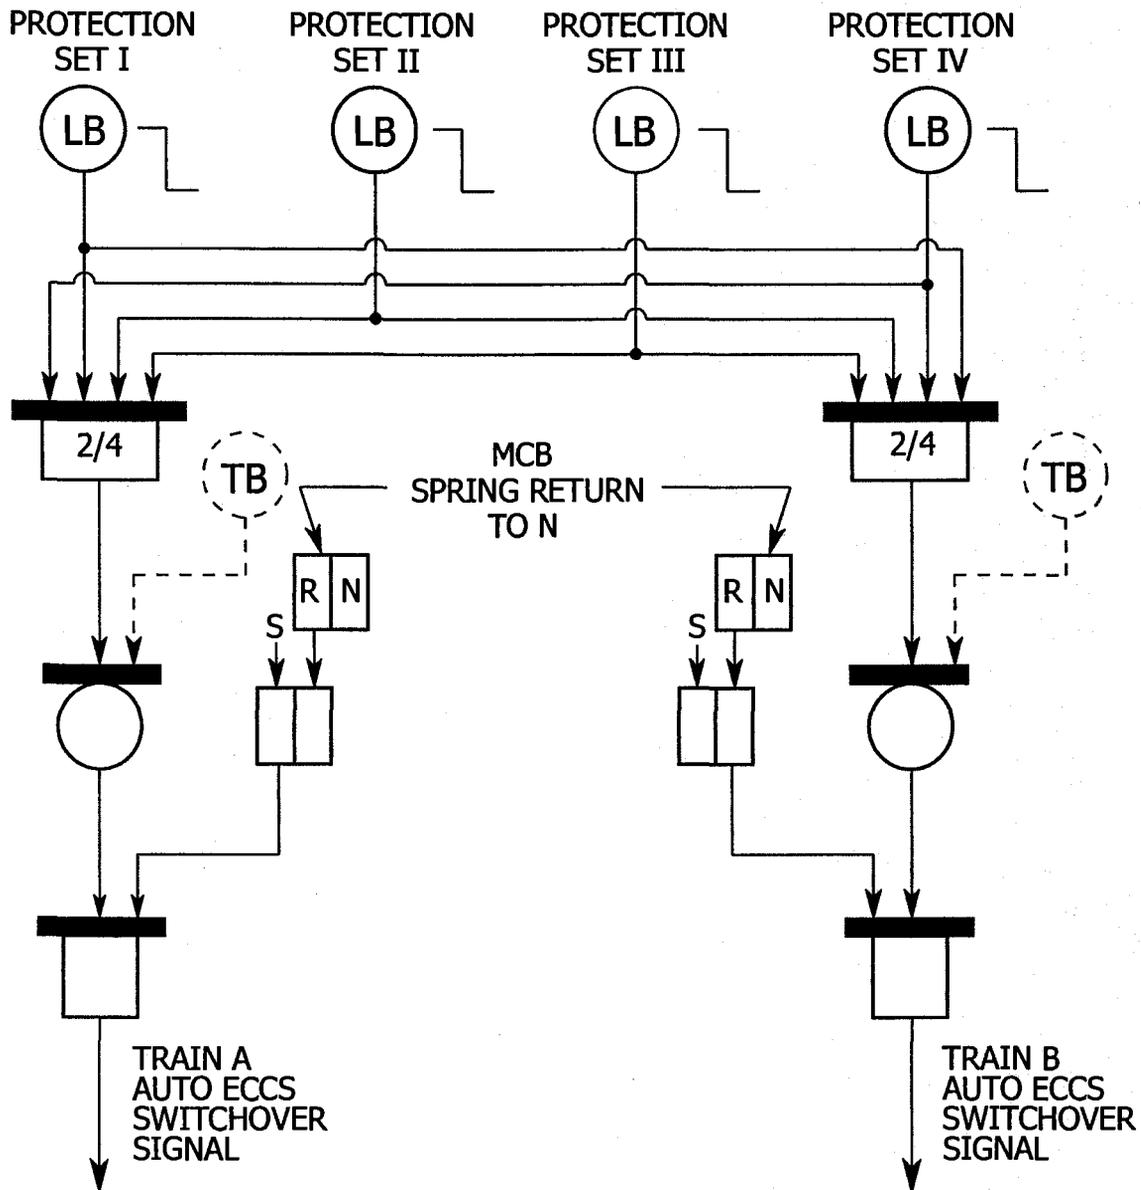 PROTECTION
SET I
PROTECTION
SET II
PROTECTION
SET III
PROTECTION
SET IV
LB
LB
LB
LB
2/4
TB
MCB
SPRING RETURN
TO N
2/4
TB
R N
S
R N
S
TRAIN A
AUTO ECCS
SWITCHOVER
SIGNAL
TRAIN B
AUTO ECCS
SWITCHOVER
SIGNAL